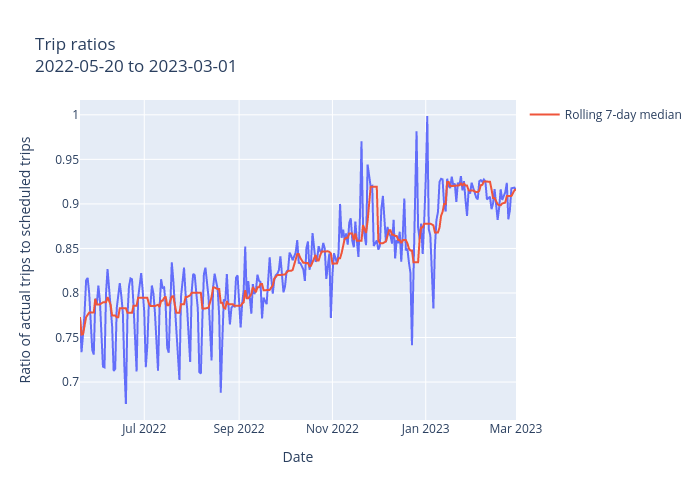 Trip ratios
2022-05-20 to 2023-03-01
Rolling 7-day median
Ratio of actual trips to scheduled trips
1
0.95
0.9
0.85
0.8
0.75
0.7
Jul 2022
Sep 2022
Nov 2022
Jan 2023
Mar 2023
Date